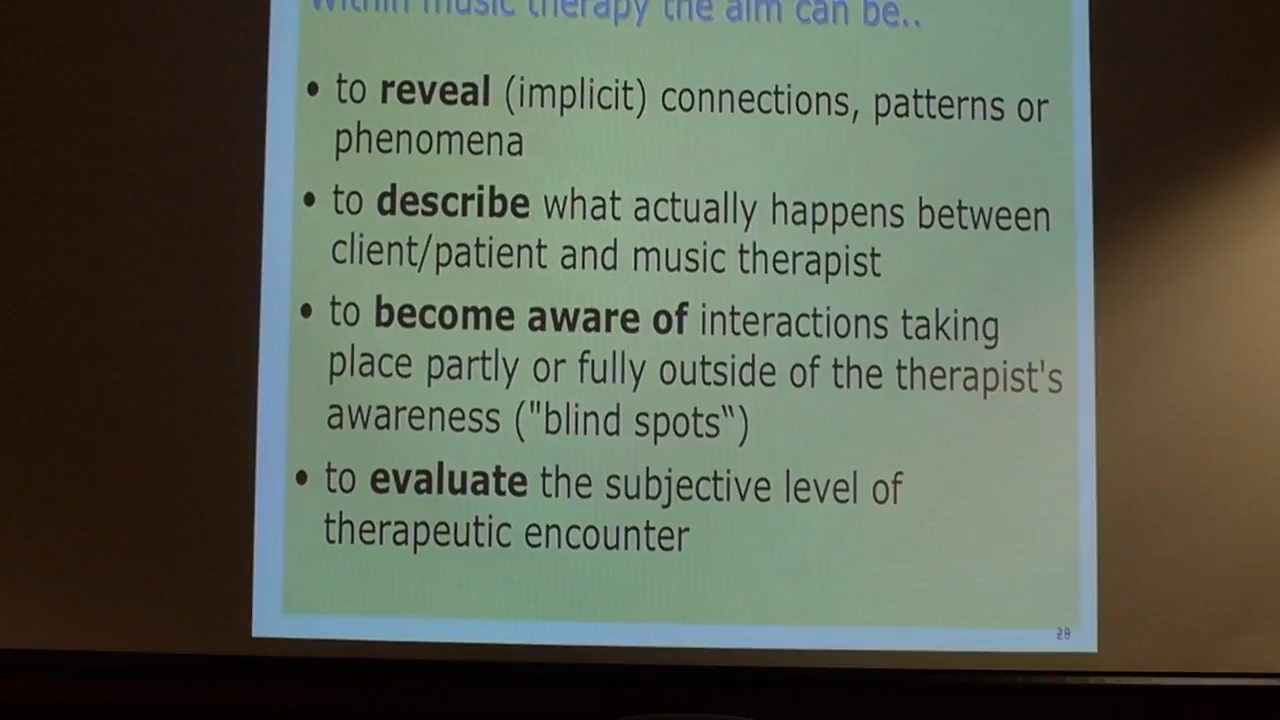 Within music therapy the aim can be..
• to reveal (implicit) connections, patterns or
phenomena
• to describe what actually happens between
client/patient and music therapist
• to become aware of interactions taking
place partly or fully outside of the therapist's
awareness ("blind spots“)
• to evaluate the subjective level of
therapeutic encounter
28